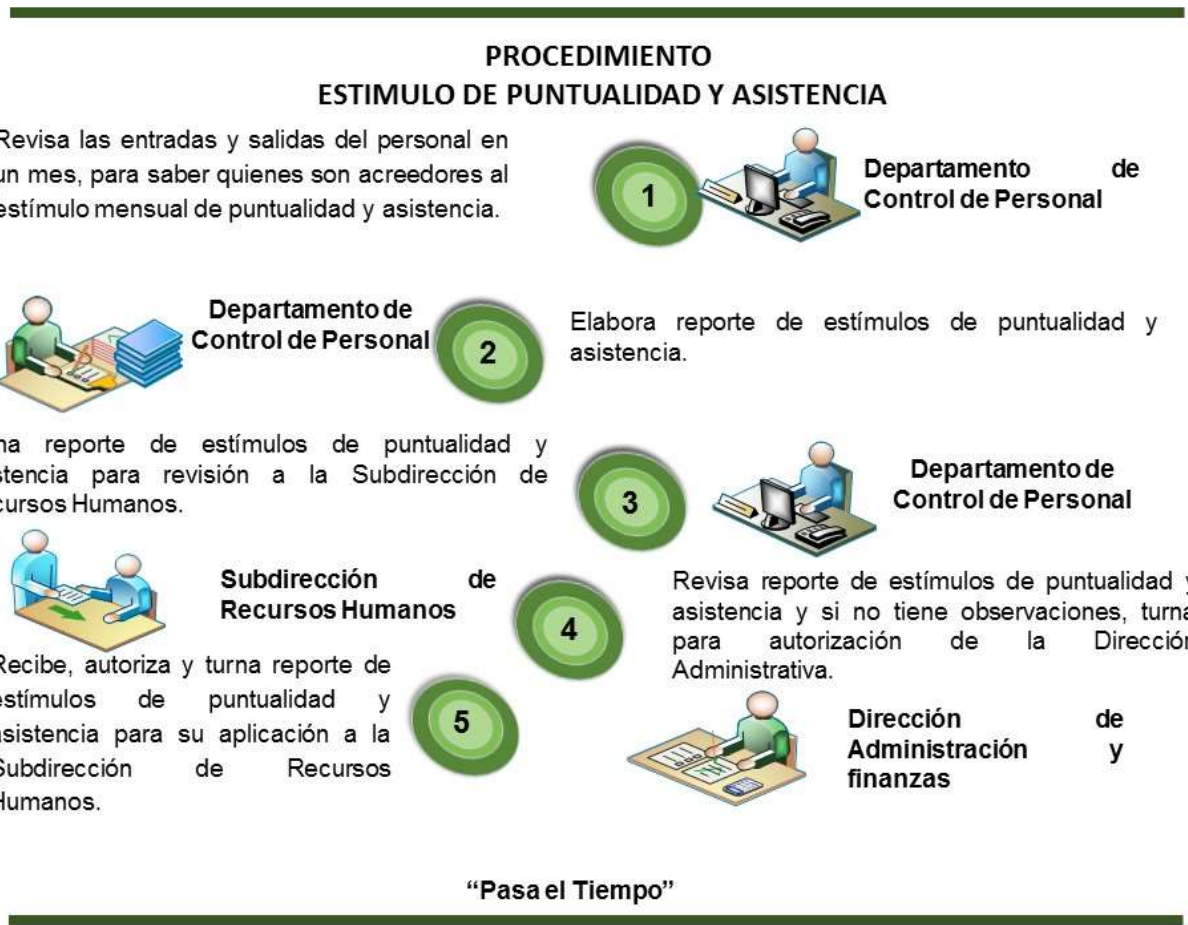 PROCEDIMIENTO
ESTIMULO DE PUNTUALIDAD Y ASISTENCIA
Revisa las entradas y salidas del personal en
un mes, para saber quienes son acreedores al
estímulo mensual de puntualidad y asistencia.
1
Departamento de
Control de Personal
Departamento de
Control de Personal
2
Elabora reporte de estímulos de puntualidad y
asistencia.
reporte de estímulos de puntualidad y
para revisión a la Subdirección de
Humanos.
3
Departamento de
Control de Personal
Subdirección de
Recursos Humanos
4
Revisa reporte de estímulos de puntualidad y
asistencia y si no tiene observaciones, turna
para autorización de la Dirección
Administrativa.
Recibe, autoriza y turna reporte de
estímulos de puntualidad y
asistencia para su aplicación a la
Subdirección de Recursos
Humanos.
5
Dirección de
Administración y
finanzas
“Pasa el Tiempo”